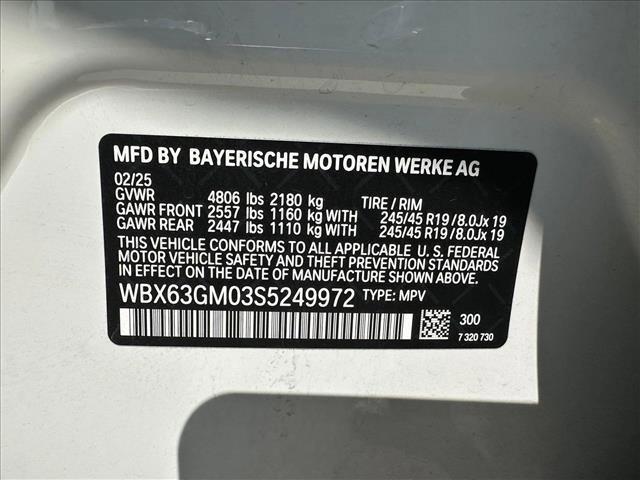 MFD BY BAYERISCHE MOTOREN WERKE AG
02/25
GVWR 4806 lbs 2180 kg TIRE / RIM
GAWR FRONT 2557 lbs 1160 kg WITH 245/45 R19 / 8.0Jx 19
GAWR REAR 2447 lbs 1110 kg WITH 245/45 R19 / 8.0Jx 19
THIS VEHICLE CONFORMS TO ALL APPLICABLE U. S. FEDERAL
MOTOR VEHICLE SAFETY AND THEFT PREVENTION STANDARDS
IN EFFECT ON THE DATE OF MANUFACTURE SHOWN ABOVE.
WBX63GM03S5249972 TYPE: MPV
300
7 320 730